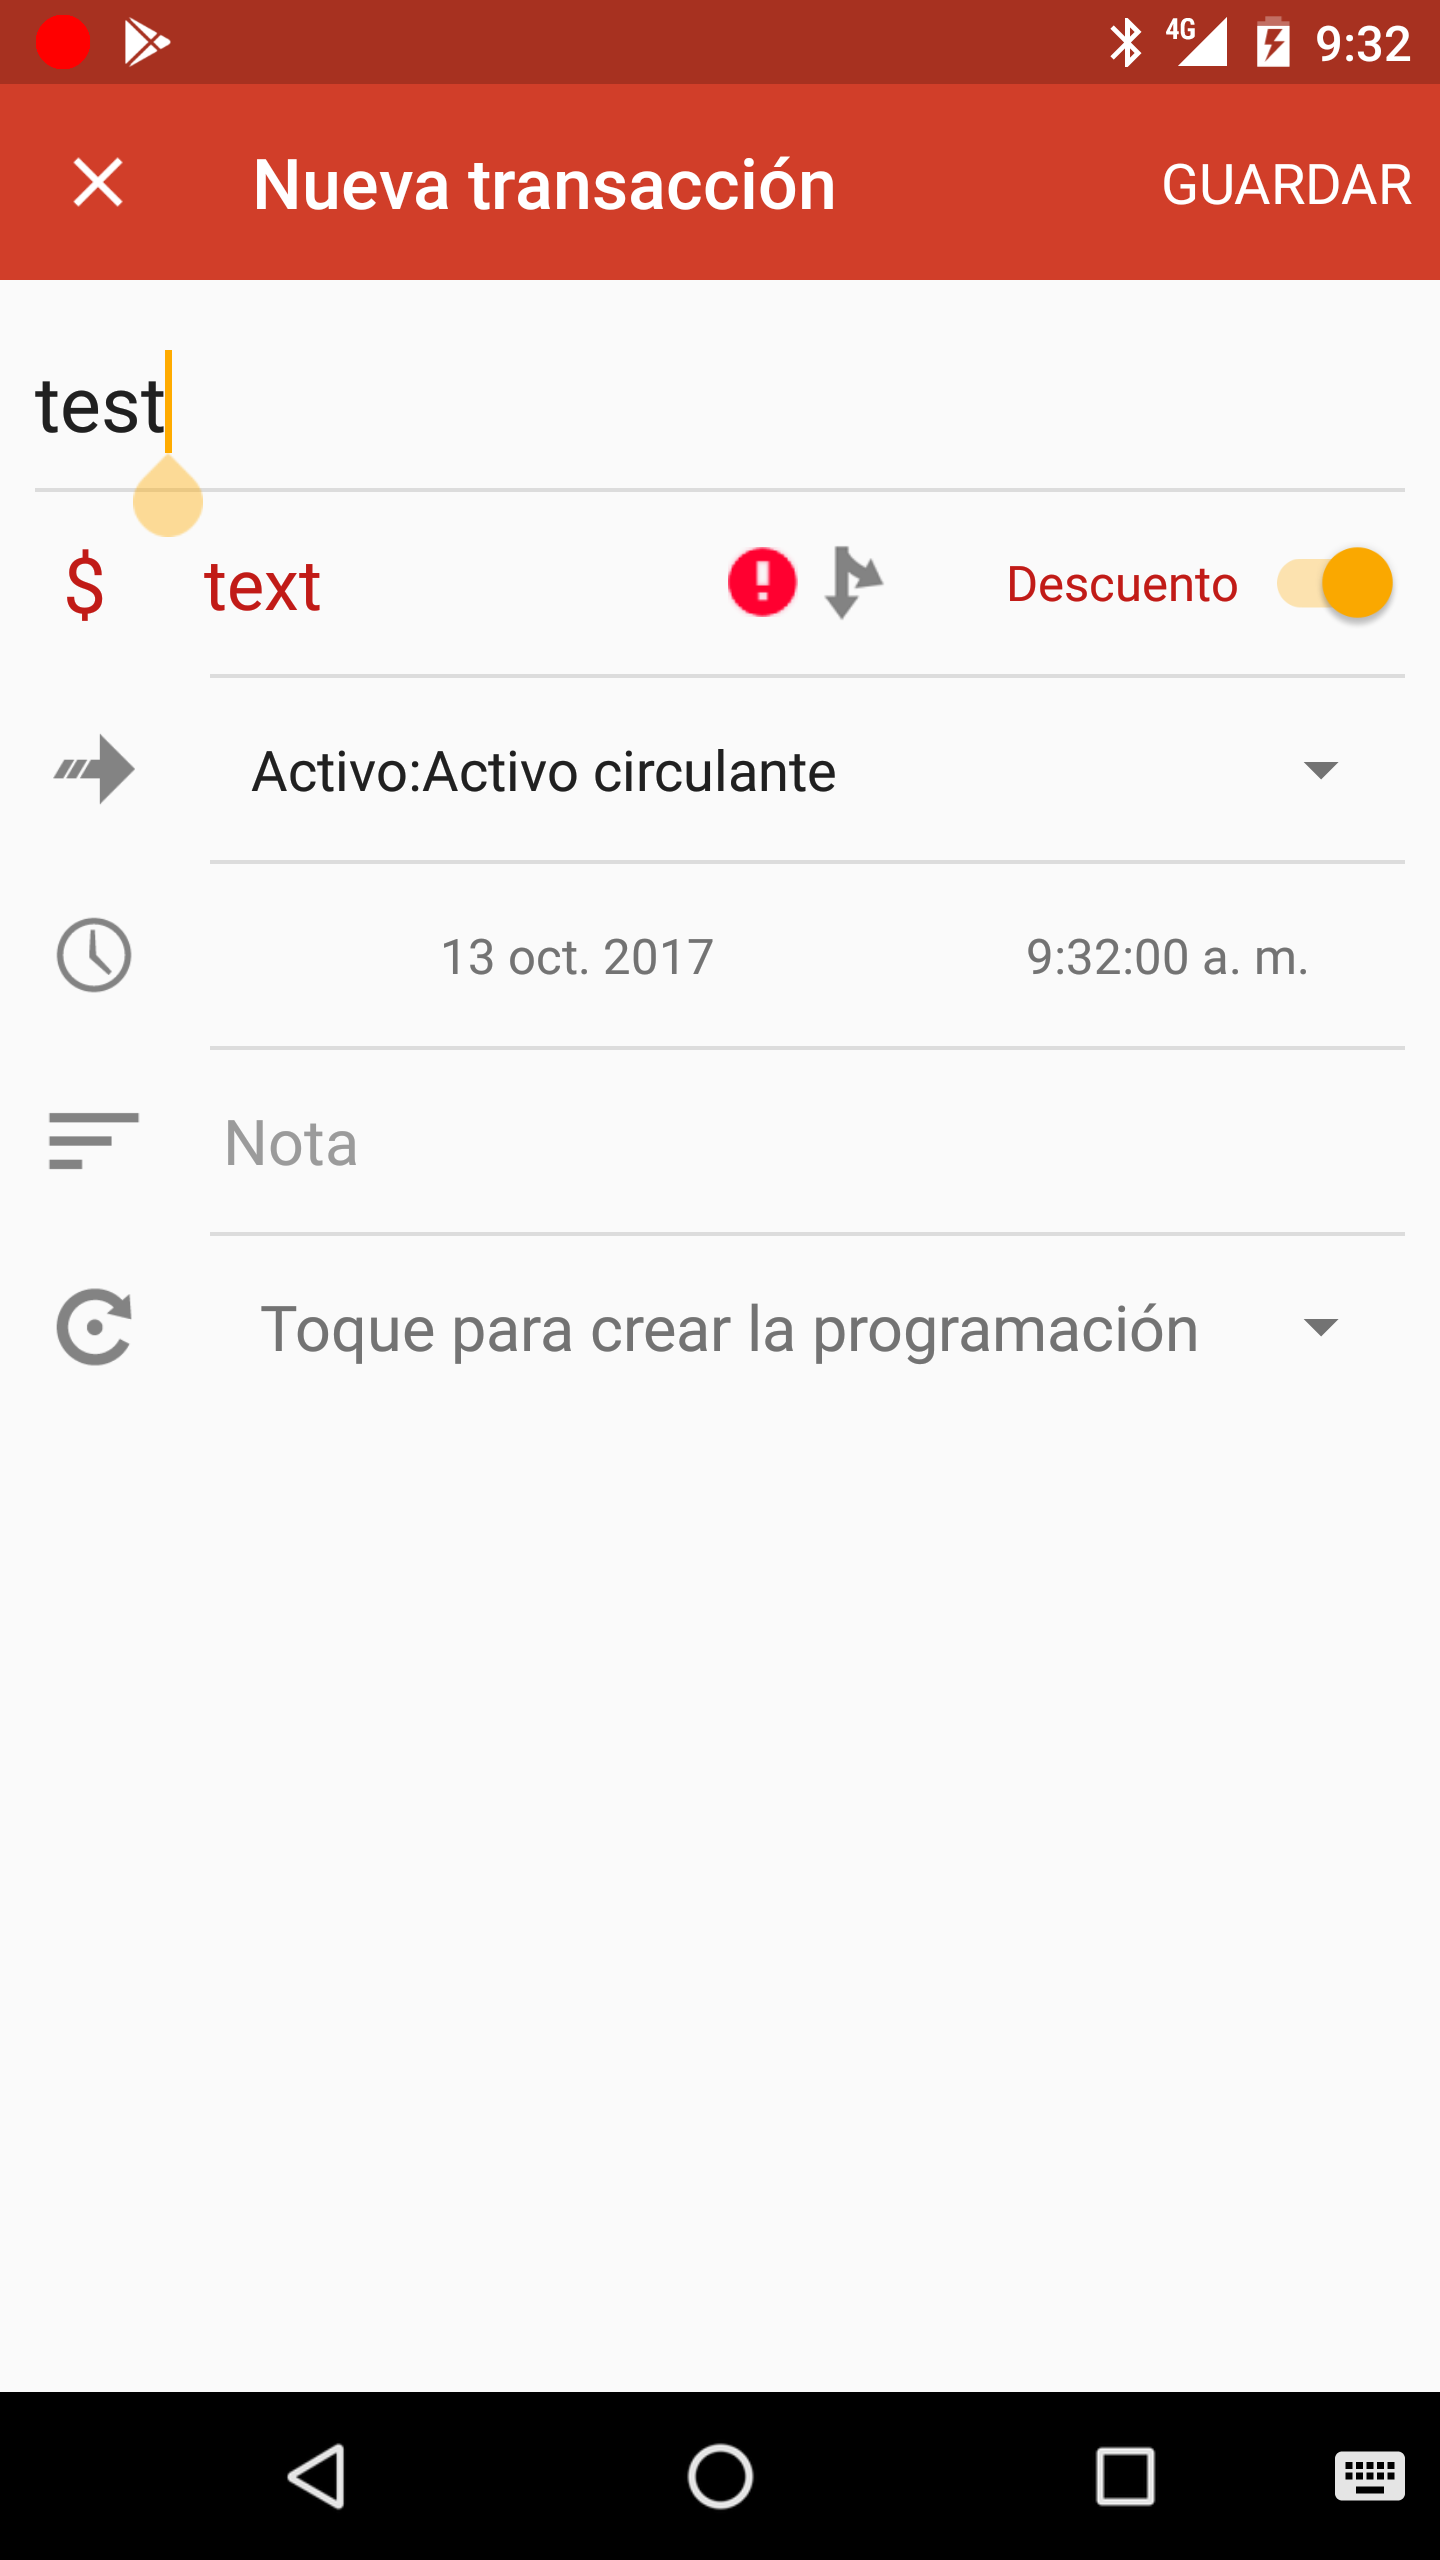 4G 9:32
Nueva transacción GUARDAR
test
$ text Descuento
Activo:Activo circulante
13 oct. 2017 9:32:00 a. m.
Nota
Toque para crear la programación